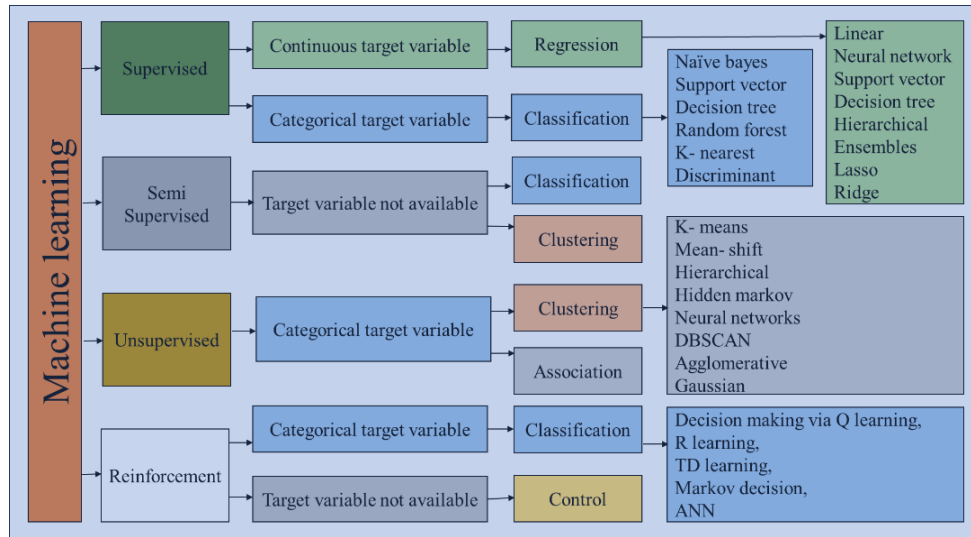 Machine learning
Supervised
Continuous target variable
Regression
Linear
Neural network
Support vector
Decision tree
Hierarchical
Ensembles
Lasso
Ridge
Categorical target variable
Classification
Naïve bayes
Support vector
Decision tree
Random forest
K- nearest
Discriminant
Semi
Supervised
Target variable not available
Classification
Clustering
Unsupervised
Categorical target variable
Clustering
K- means
Mean- shift
Hierarchical
Hidden markov
Neural networks
DBSCAN
Agglomerative
Gaussian
Association
Reinforcement
Categorical target variable
Classification
Decision making via Q learning,
R learning,
TD learning,
Markov decision,
ANN
Target variable not available
Control